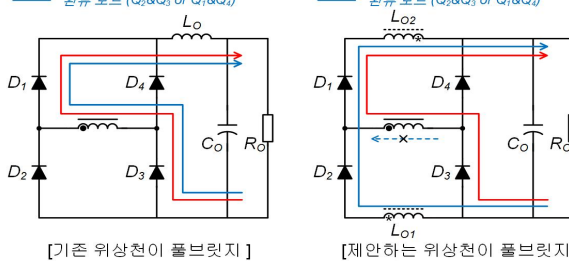 환류 모드 (Q2&Q3 or Q1&Q4) 환류 모드 (Q2&Q3 or Q1&Q4)
LO LO2
D1 D4 D1 D4
CO RO CO
D2 D3 D2 D3
LO1
[기존 위상천이 풀브릿지 ] [제안하는 위상천이 풀브릿지